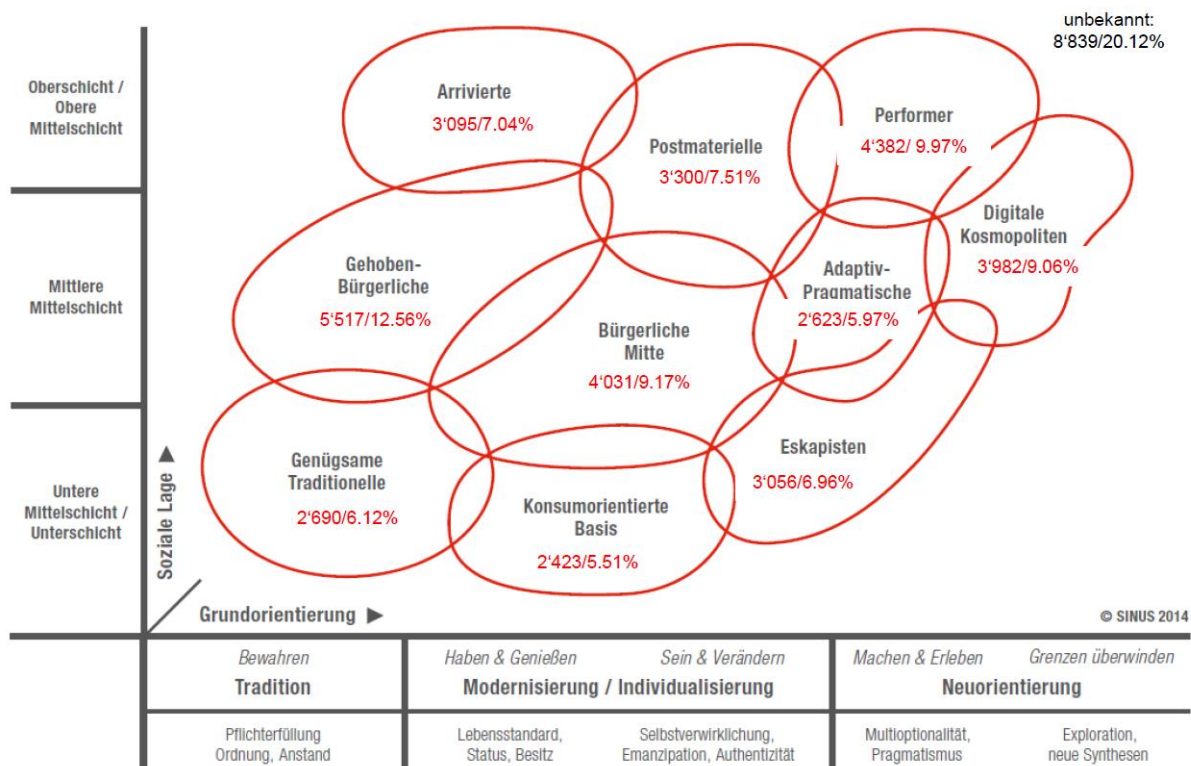 unbekannt:
8‘839/20.12%
Oberschicht /
Obere
Mittelschicht
Mittlere
Mittelschicht
Untere
Mittelschicht /
Unterschicht
Soziale Lage ▶
Arrivierte
3‘095/7.04%
Postmaterielle
3‘300/7.51%
Performer
4‘382/ 9.97%
Digitale
Kosmopoliten
3‘982/9.06%
Gehoben-
Bürgerliche
5‘517/12.56%
Adaptiv-
Pragmatische
2‘623/5.97%
Bürgerliche
Mitte
4‘031/9.17%
Genügsame
Traditionelle
2‘690/6.12%
Eskapisten
3‘056/6.96%
Konsumorientierte
Basis
2‘423/5.51%
Grundorientierung ▶
© SINUS 2014
Bewahren
Tradition
Haben & Genießen Sein & Verändern
Modernisierung / Individualisierung
Machen & Erleben Grenzen überwinden
Neuorientierung
Pflichterfüllung
Ordnung, Anstand
Lebensstandard,
Status, Besitz
Selbstverwirklichung,
Emanzipation, Authentizität
Multioptionalität,
Pragmatismus
Exploration,
neue Synthesen